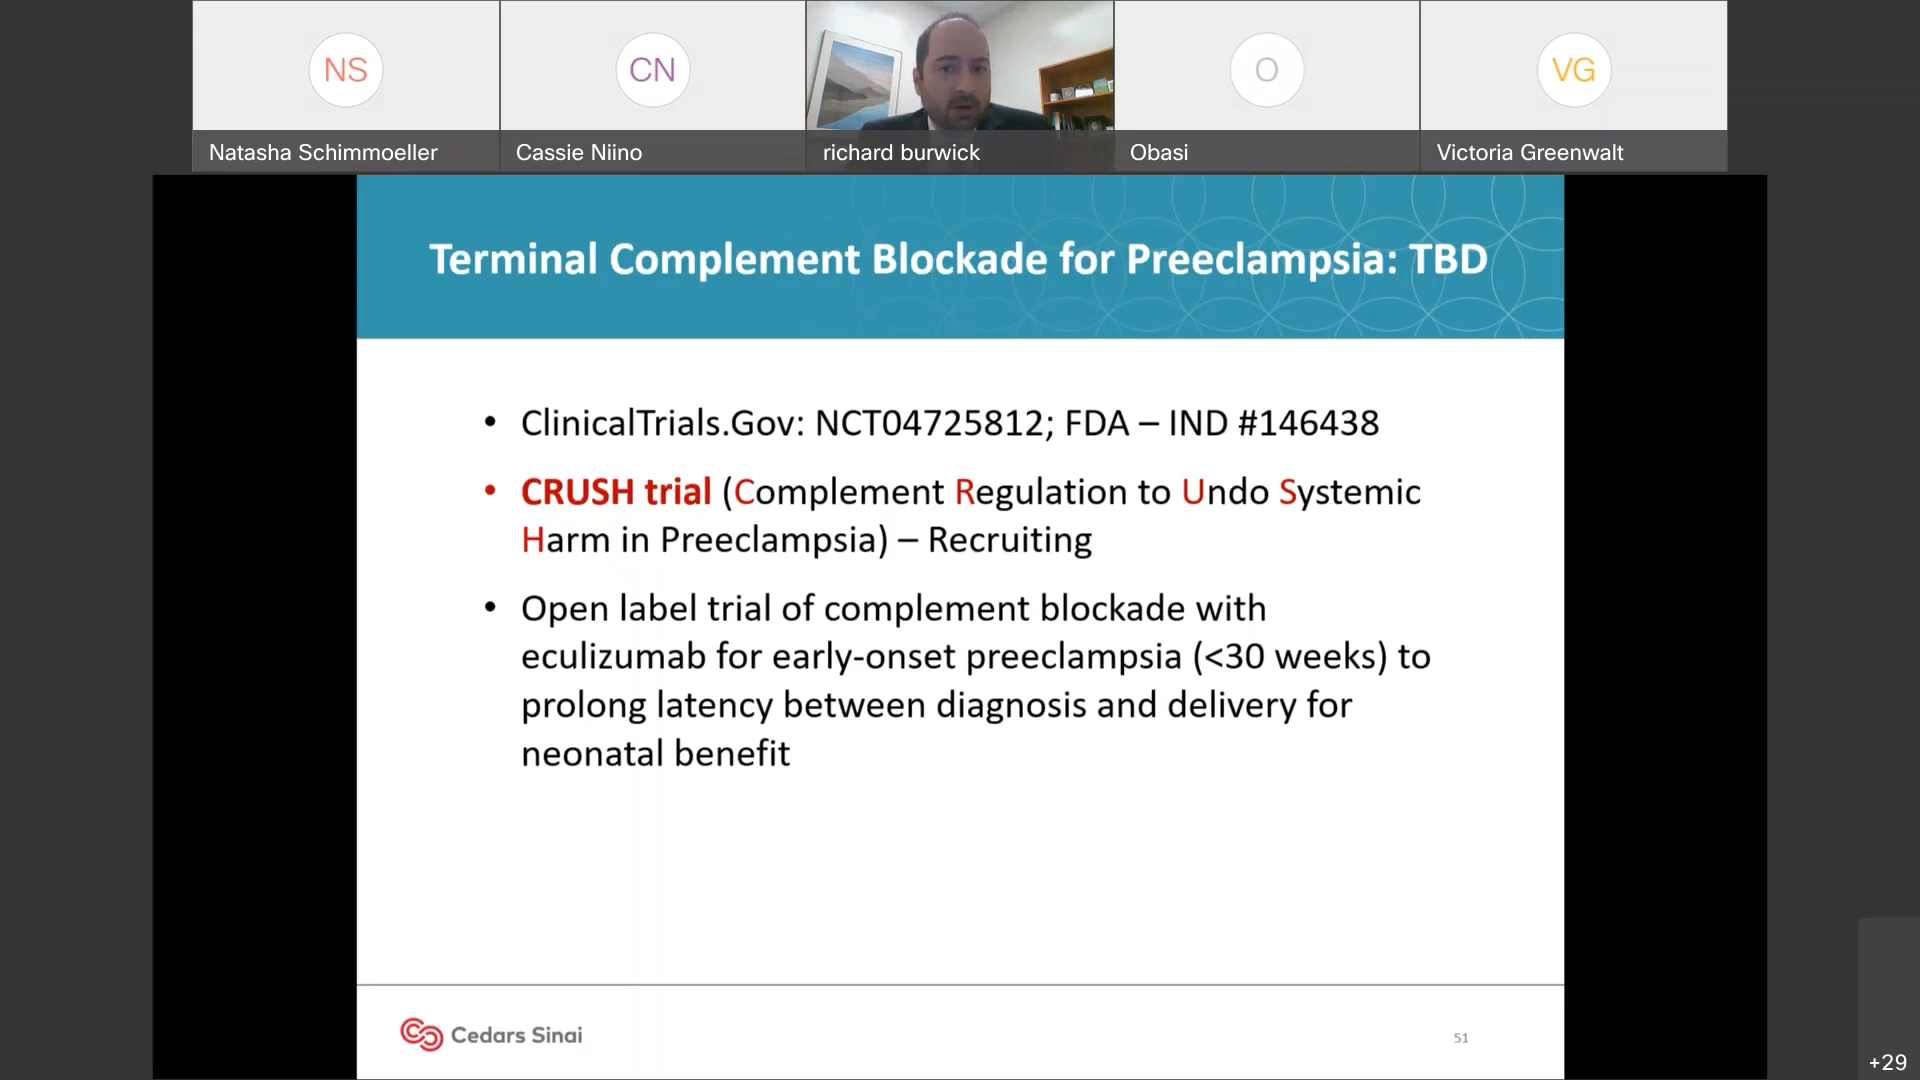 NS
CN
O
VG
Natasha Schimmoeller
Cassie Niino
richard burwick
Obasi
Victoria Greenwalt
Terminal Complement Blockade for Preeclampsia: TBD
• ClinicalTrials.Gov: NCT04725812; FDA – IND #146438
• CRUSH trial (Complement Regulation to Undo Systemic
Harm in Preeclampsia) – Recruiting
• Open label trial of complement blockade with
eculizumab for early-onset preeclampsia (<30 weeks) to
prolong latency between diagnosis and delivery for
neonatal benefit
Cedars Sinai
51
+29